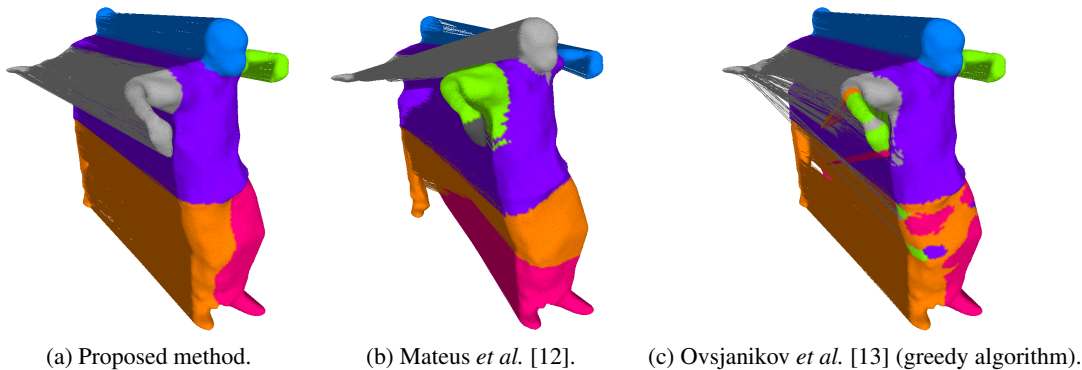 (a) Proposed method.
(b) Mateus et al. [12].
(c) Ovsjanikov et al. [13] (greedy algorithm).